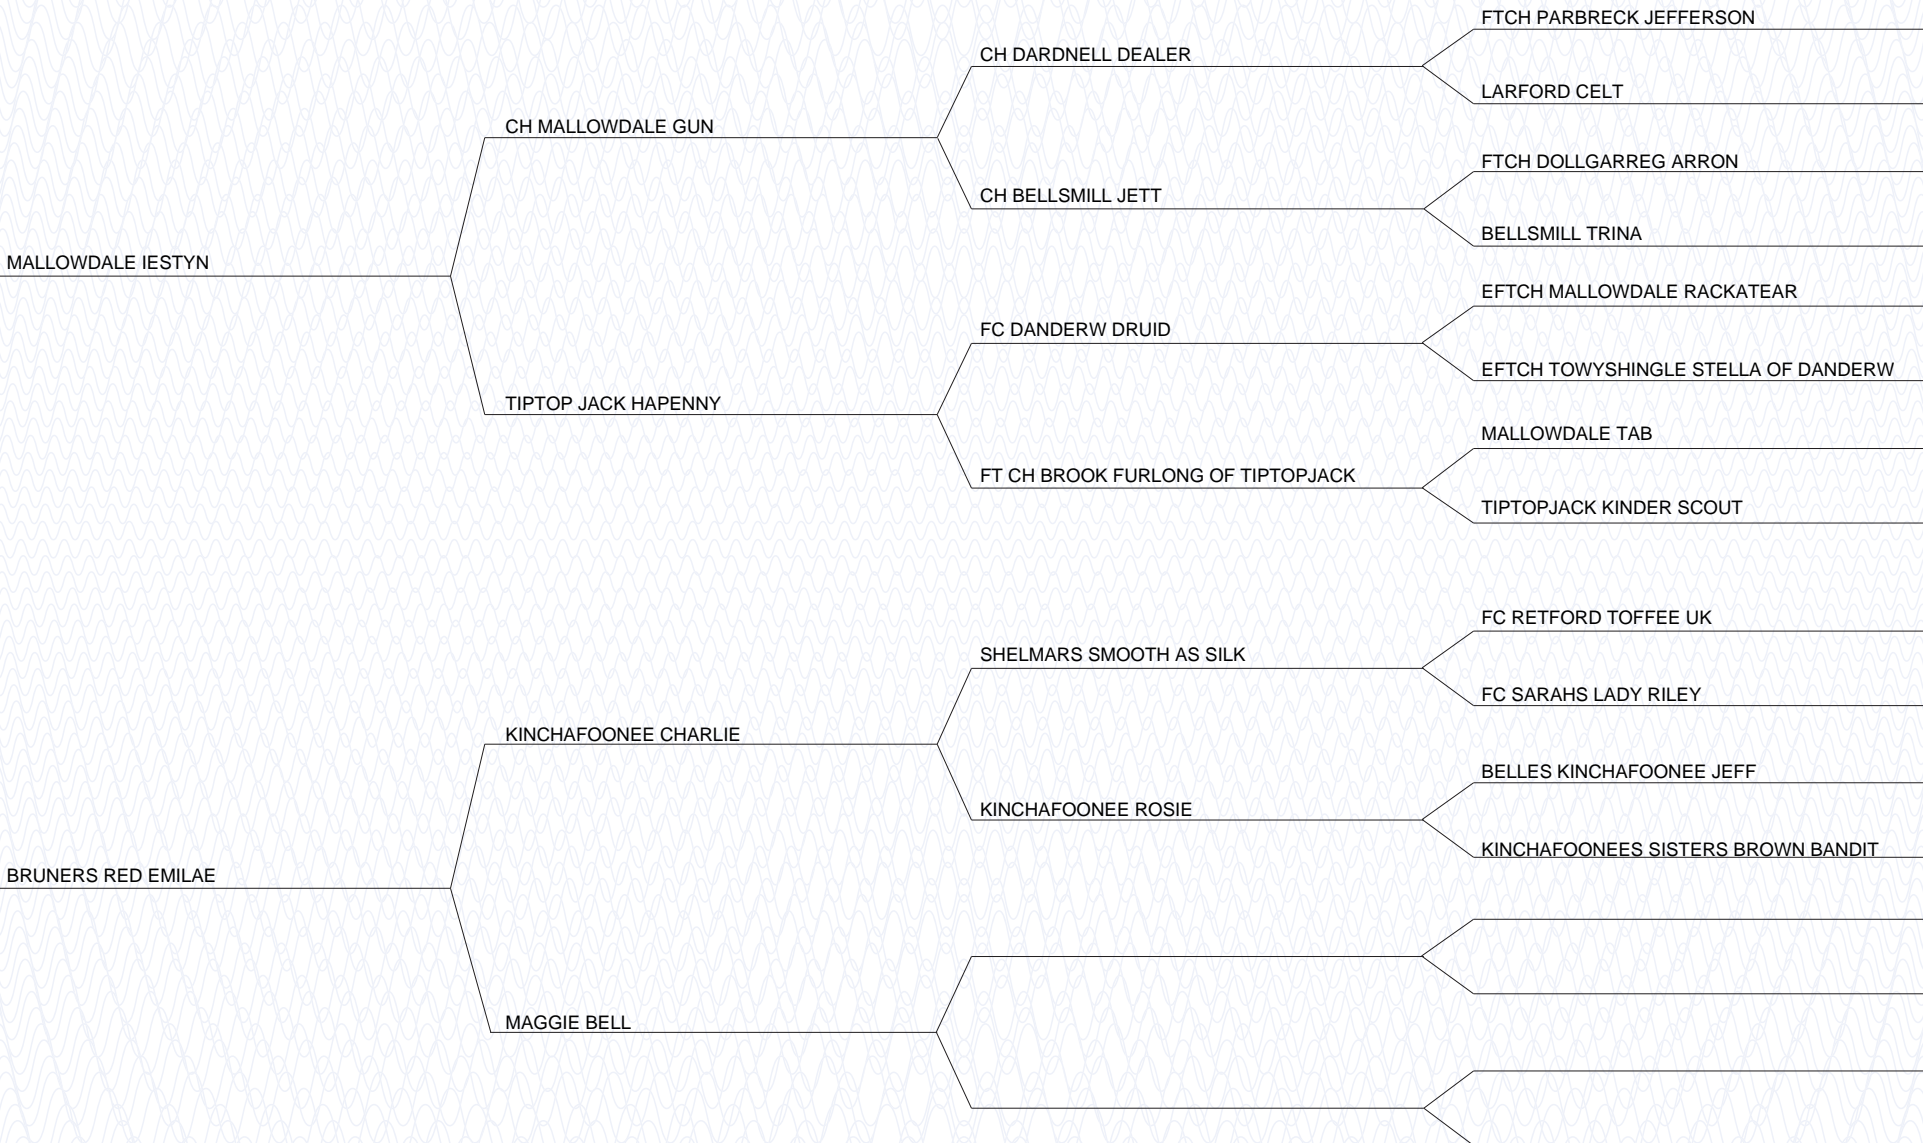 FTCH PARBRECK JEFFERSON
CH DARDNELL DEALER
LARFORD CELT
CH MALLOWDALE GUN
FTCH DOLLGARREG ARRON
CH BELLSMILL JETT
BELLSMILL TRINA
MALLOWDALE IESTYN
EFTCH MALLOWDALE RACKATEAR
FC DANDERW DRUID
EFTCH TOWYSHINGLE STELLA OF DANDERW
TIPTOP JACK HAPENNY
MALLOWDALE TAB
FT CH BROOK FURLONG OF TIPTOPJACK
TIPTOPJACK KINDER SCOUT
FC RETFORD TOFFEE UK
SHELMARS SMOOTH AS SILK
FC SARAHS LADY RILEY
KINCHAFOONEE CHARLIE
BELLES KINCHAFOONEE JEFF
KINCHAFOONEE ROSIE
KINCHAFOONEES SISTERS BROWN BANDIT
BRUNERS RED EMILAE
MAGGIE BELL